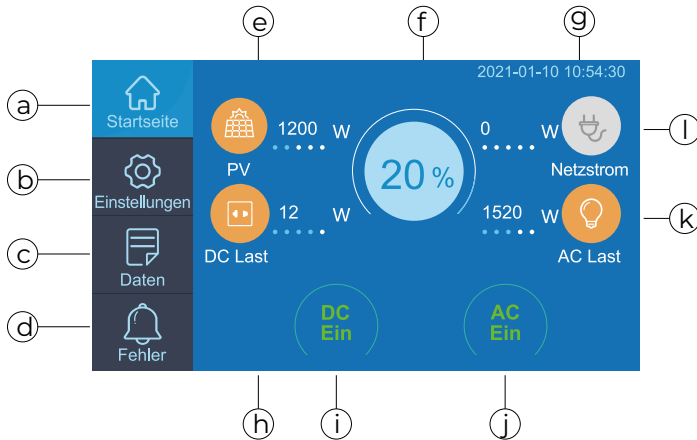 e
f
g
2021-01-10 10:54:30
a
Startseite
1200 W
0 W
l
PV
Netzstrom
20 %
b
Einstellungen
12 W
1520 W
k
DC Last
AC Last
c
Daten
d
Fehler
DC
Ein
AC
Ein
h
i
j